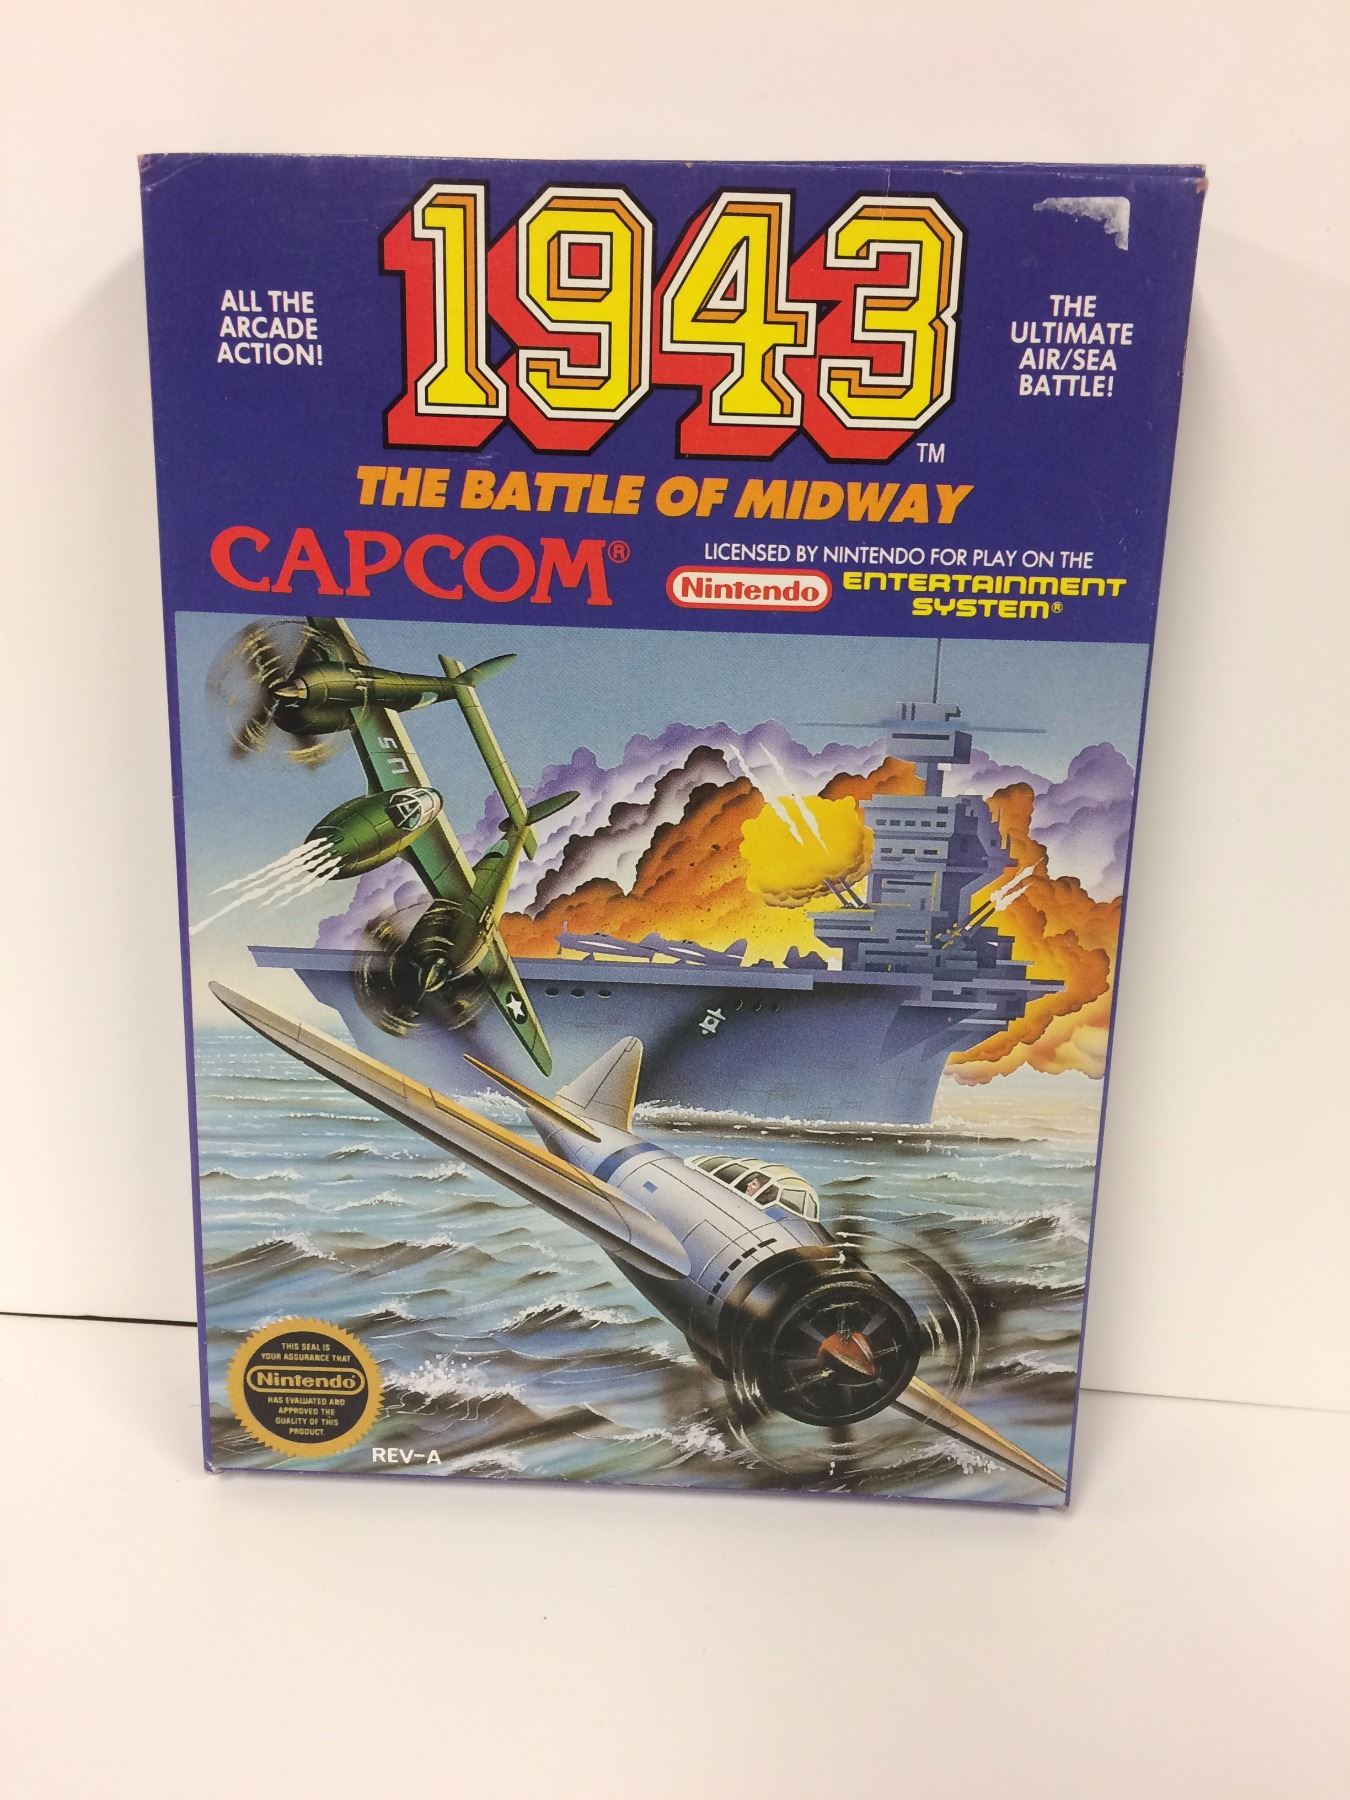 1943
TM
ALL THE
ARCADE
ACTION!
THE
ULTIMATE
AIR/SEA
BATTLE!
THE BATTLE OF MIDWAY
CAPCOM®
LICENSED BY NINTENDO FOR PLAY ON THE
Nintendo ENTERTAINMENT
SYSTEM®
US
THIS SEAL IS
YOUR ASSURANCE THAT
Nintendo
HAS EVALUATED AND
APPROVED THE
QUALITY OF THIS
PRODUCT.
REV-A